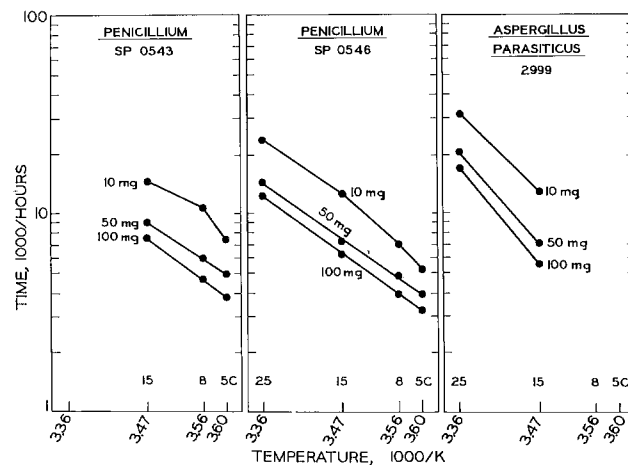 100
10
1
TIME, 1000/HOURS
PENICILLIUM
SP 0543
10 mg
50 mg
100 mg
15
8
5C
3.36
3.47
3.56
3.60
PENICILLIUM
SP 0546
10 mg
50 mg
100 mg
25
15
8
5C
3.36
3.47
3.56
3.60
ASPERGILLUS
PARASITICUS
2999
10 mg
50 mg
100 mg
25
15
8
5C
3.36
3.47
3.56
3.60
TEMPERATURE, 1000/K